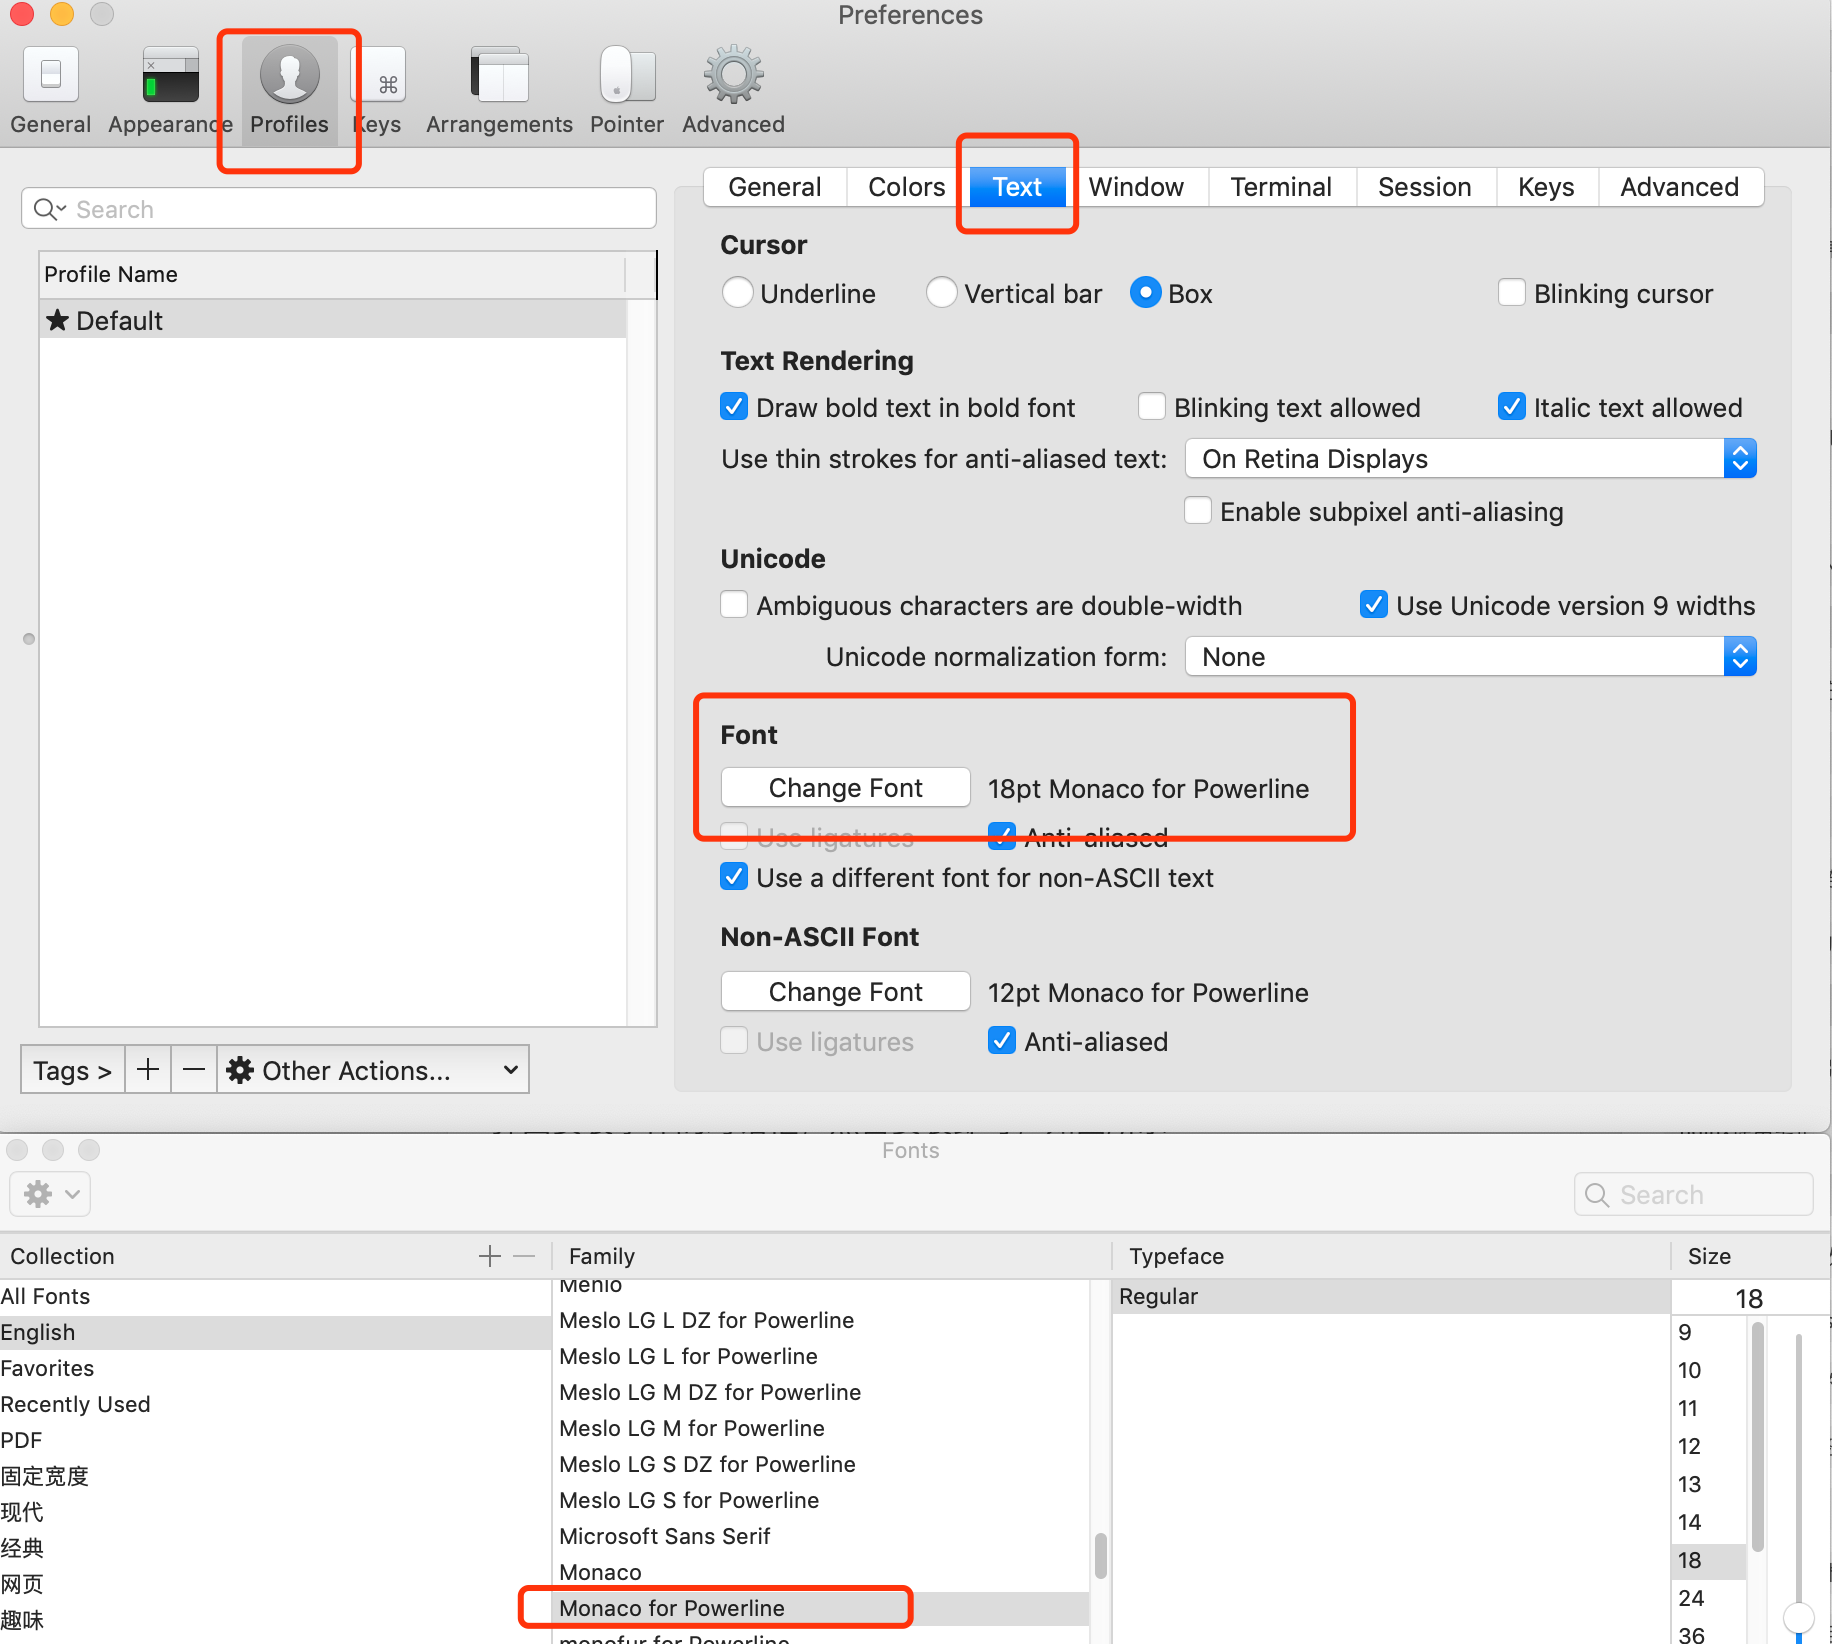 Preferences
General Appearance Profiles Keys Arrangements Pointer Advanced
Search
General Colors Text Window Terminal Session Keys Advanced
Profile Name
★ Default
Cursor
Underline Vertical bar Box Blinking cursor
Text Rendering
Draw bold text in bold font Blinking text allowed Italic text allowed
Use thin strokes for anti-aliased text: On Retina Displays
Enable subpixel anti-aliasing
Unicode
Ambiguous characters are double-width Use Unicode version 9 widths
Unicode normalization form: None
Font
Change Font 18pt Monaco for Powerline
Use ligatures Anti-aliased
Use a different font for non-ASCII text
Non-ASCII Font
Change Font 12pt Monaco for Powerline
Use ligatures Anti-aliased
Tags > + — Other Actions...
Fonts
Search
Collection + — Family Typeface Size
All Fonts
English
Favorites
Recently Used
PDF
固定宽度
现代
经典
网页
趣味
Menlo
Meslo LG L DZ for Powerline
Meslo LG L for Powerline
Meslo LG M DZ for Powerline
Meslo LG M for Powerline
Meslo LG S DZ for Powerline
Meslo LG S for Powerline
Microsoft Sans Serif
Monaco
Monaco for Powerline
monofur for Powerline
Regular
18
9
10
11
12
13
14
18
24
36